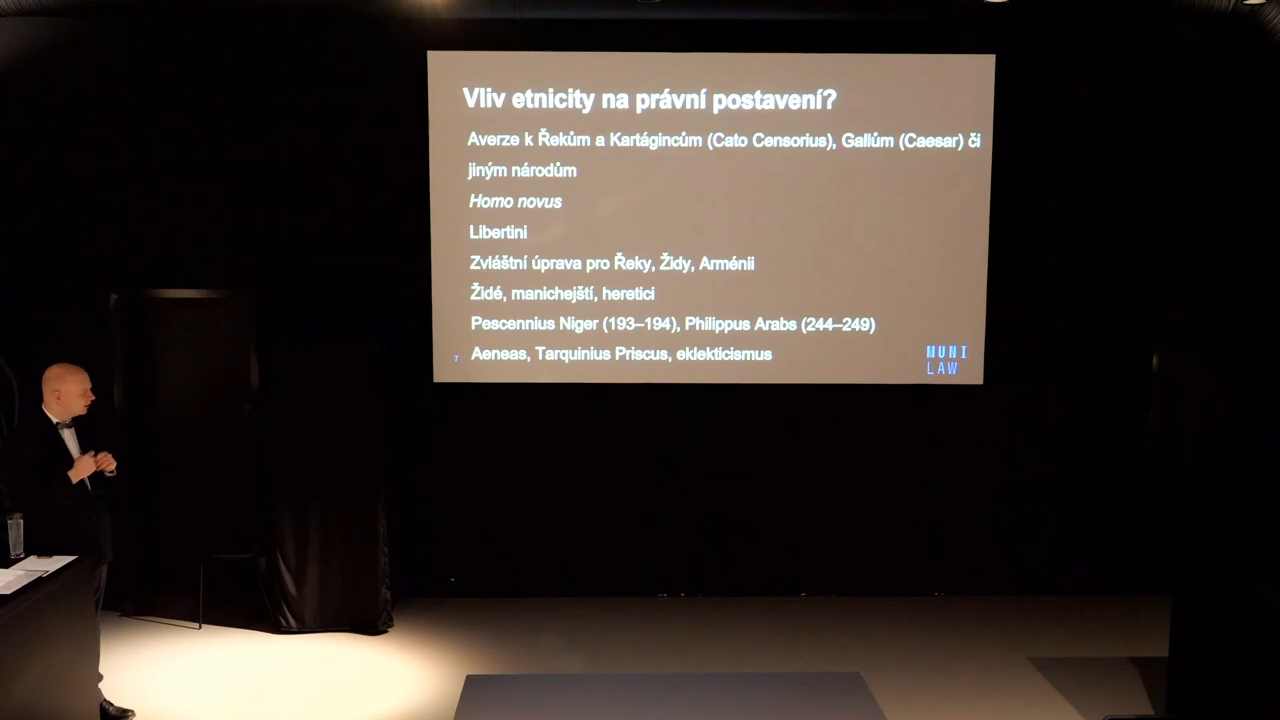 Vliv etnicity na právní postavení?
Averze k Řekům a Kartágincům (Cato Censorius), Gallům (Caesar) či
jiným národům
Homo novus
Libertini
Zvláštní úprava pro Řeky, Židy, Arménii
Židé, manichejští, heretici
Pescennius Niger (193–194), Philippus Arabs (244–249)
7 Aeneas, Tarquinius Priscus, eklekticismus
MUNI
LAW